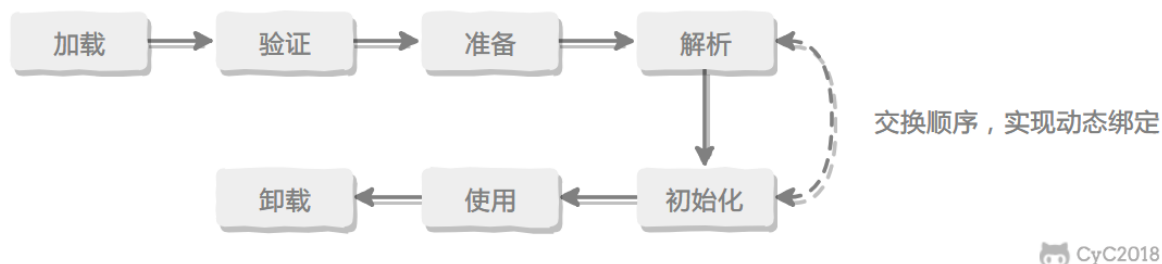 加载
验证
准备
解析
交换顺序，实现动态绑定
卸载
使用
初始化
CyC2018